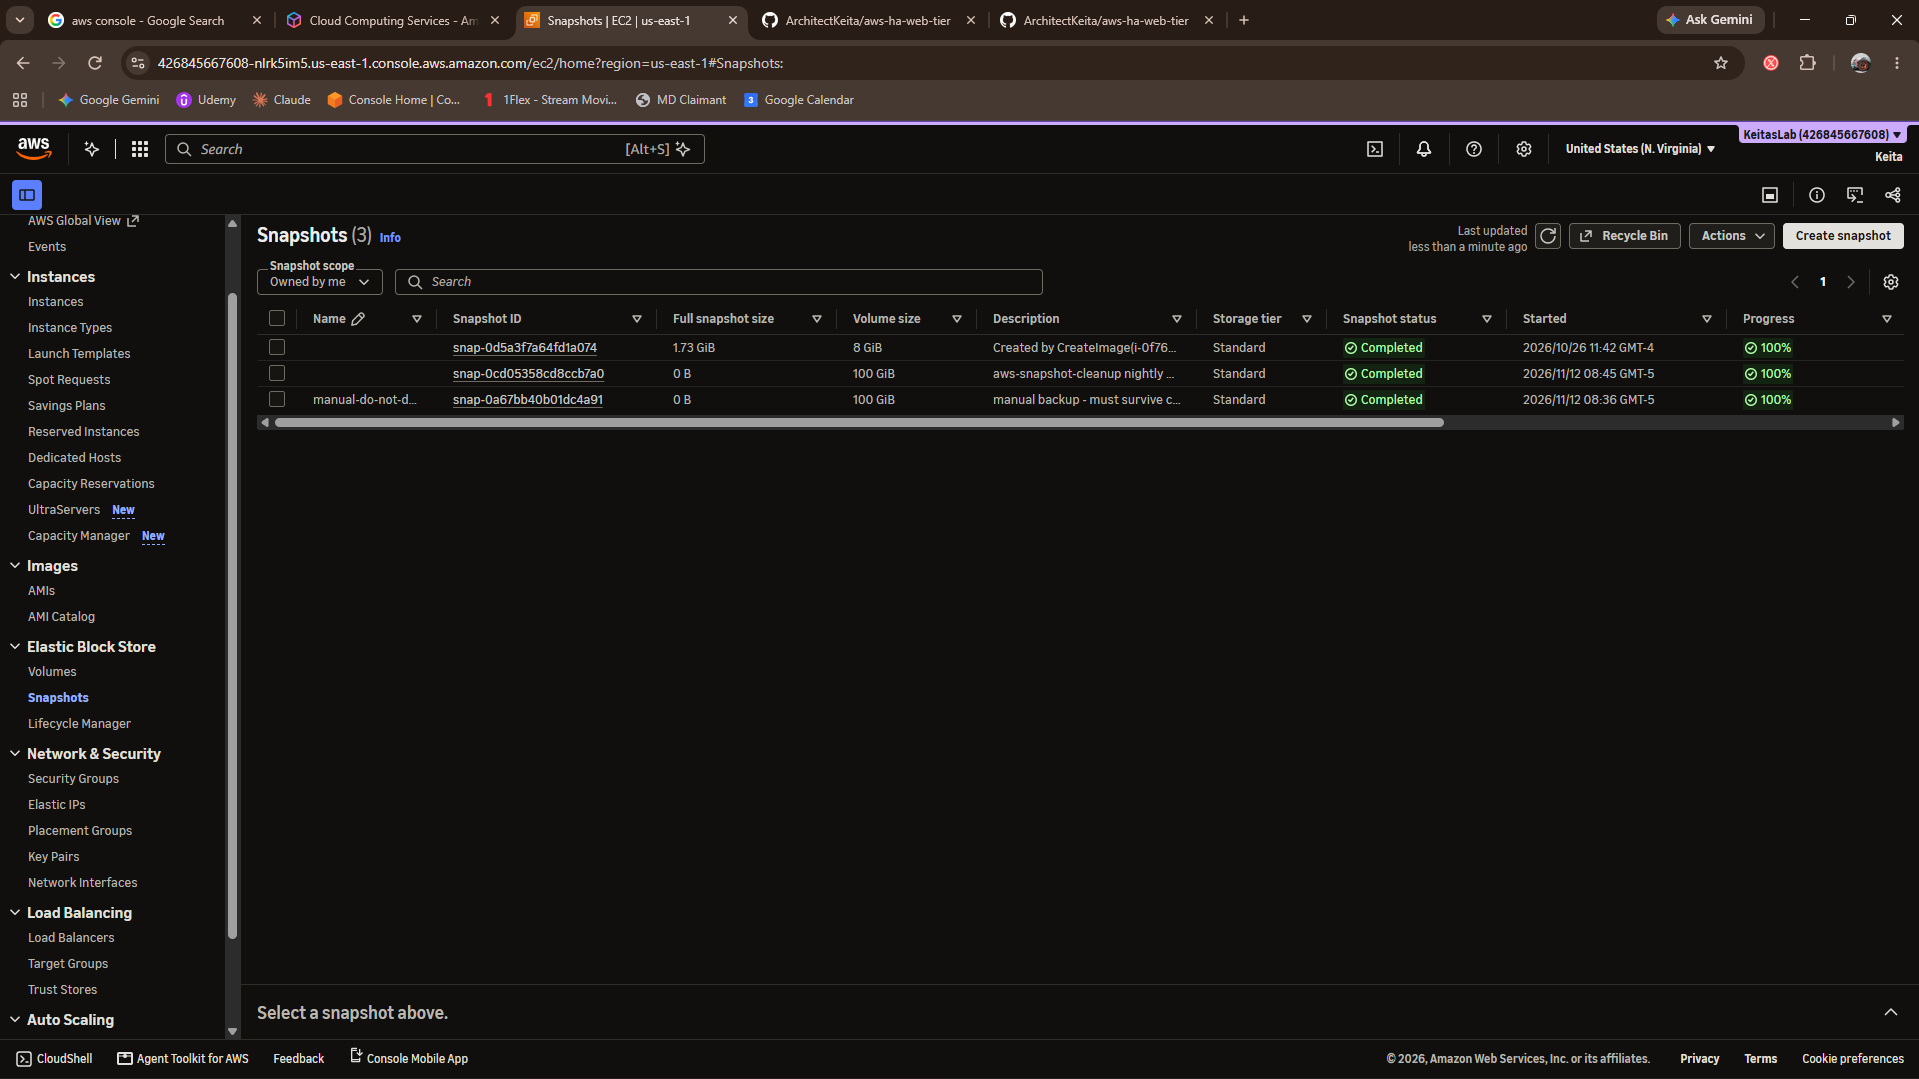 aws console - Google Search
Cloud Computing Services - Am
Snapshots | EC2 | us-east-1
ArchitectKeita/aws-ha-web-tier
ArchitectKeita/aws-ha-web-tier
Ask Gemini
426845667608-nlrk5im5.us-east-1.console.aws.amazon.com/ec2/home?region=us-east-1#Snapshots:
Google Gemini
Udemy
Claude
Console Home | Co...
1Flex - Stream Movi...
MD Claimant
Google Calendar
aws
Search
[Alt+S]
United States (N. Virginia)
KeitasLab (426845667608)
Keita
AWS Global View
Events
Instances
Instances
Instance Types
Launch Templates
Spot Requests
Savings Plans
Reserved Instances
Dedicated Hosts
Capacity Reservations
UltraServers New
Capacity Manager New
Images
AMIs
AMI Catalog
Elastic Block Store
Volumes
Snapshots
Lifecycle Manager
Network & Security
Security Groups
Elastic IPs
Placement Groups
Key Pairs
Network Interfaces
Load Balancing
Load Balancers
Target Groups
Trust Stores
Auto Scaling
Snapshots (3) Info
Last updated
less than a minute ago
Recycle Bin
Actions
Create snapshot
Snapshot scope
Owned by me
Search
1
Name Snapshot ID Full snapshot size Volume size Description Storage tier Snapshot status Started Progress
snap-0d5a3f7a64fd1a074 1.73 GiB 8 GiB Created by CreateImage(i-0f76... Standard Completed 2026/10/26 11:42 GMT-4 100%
snap-0cd05358cd8ccb7a0 0 B 100 GiB aws-snapshot-cleanup nightly ... Standard Completed 2026/11/12 08:45 GMT-5 100%
manual-do-not-d... snap-0a67bb40b01dc4a91 0 B 100 GiB manual backup - must survive c... Standard Completed 2026/11/12 08:36 GMT-5 100%
Select a snapshot above.
CloudShell
Agent Toolkit for AWS
Feedback
Console Mobile App
© 2026, Amazon Web Services, Inc. or its affiliates.
Privacy
Terms
Cookie preferences